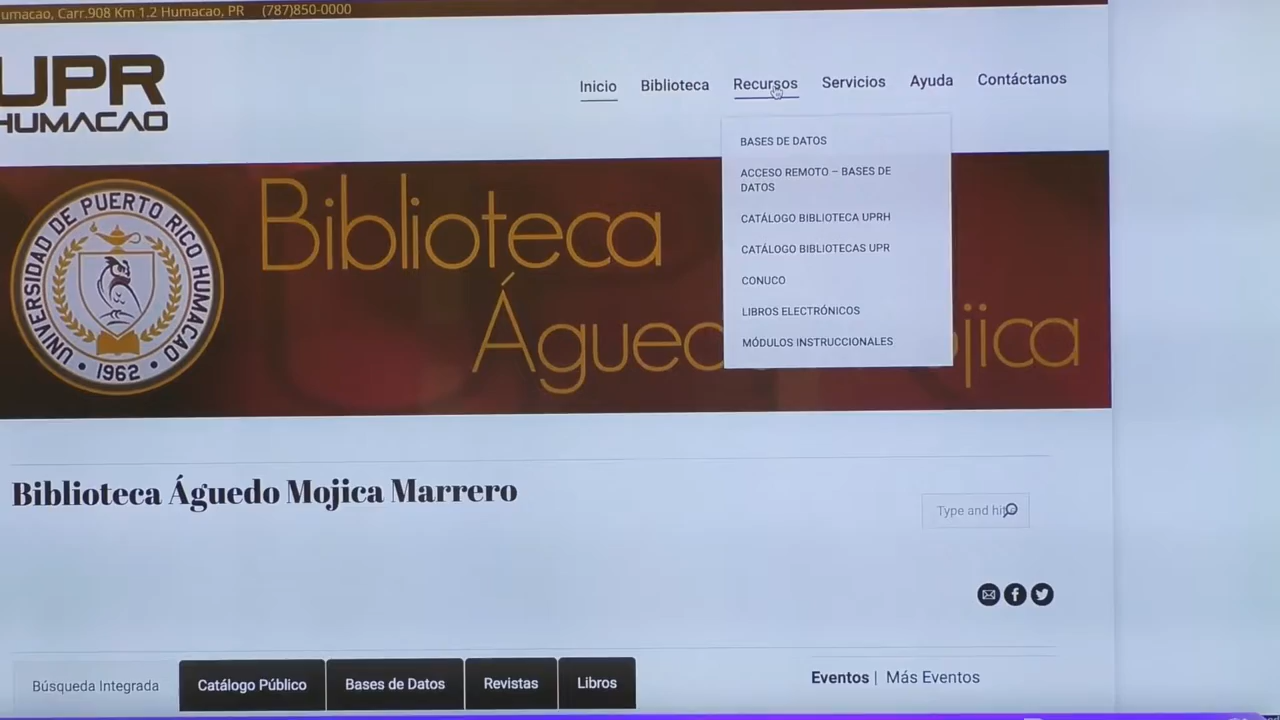 umacao, Carr.908 Km 1.2 Humacao, PR (787)850-0000
UPR
HUMACAO
Inicio Biblioteca Recursos Servicios Ayuda Contáctanos
BASES DE DATOS
ACCESO REMOTO – BASES DE
DATOS
CATÁLOGO BIBLIOTECA UPRH
CATÁLOGO BIBLIOTECAS UPR
CONUCO
LIBROS ELECTRÓNICOS
MÓDULOS INSTRUCCIONALES
UNIVERSIDAD DE PUERTO RICO HUMACAO
• 1962 •
Biblioteca
Águed jica
Biblioteca Águedo Mojica Marrero
Type and hit
Búsqueda Integrada Catálogo Público Bases de Datos Revistas Libros
Eventos | Más Eventos